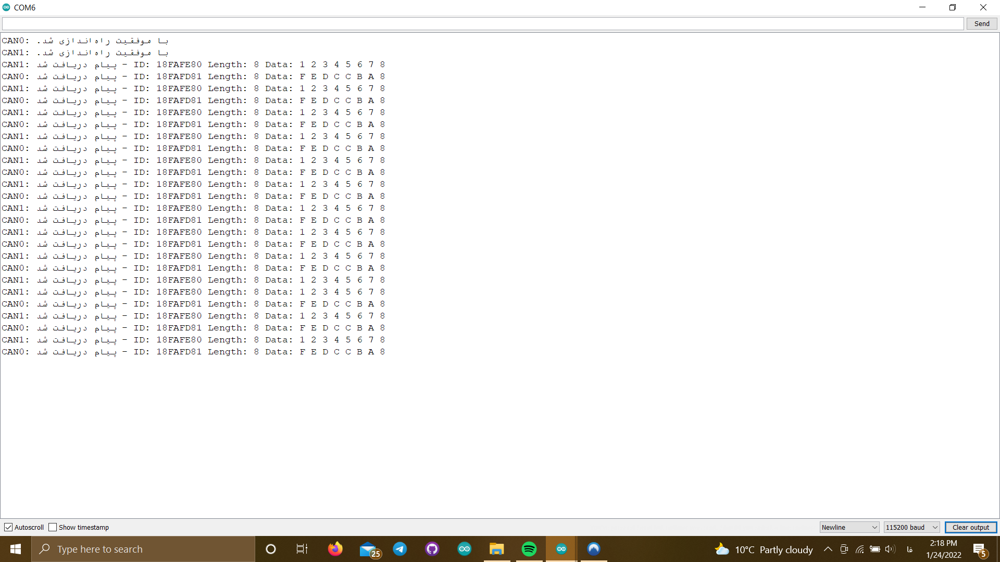 COM6
Send
CAN0: با موفقیت راه‌اندازی شد.
CAN1: با موفقیت راه‌اندازی شد.
CAN1: پیام دریافت شد - ID: 18FAFE80 Length: 8 Data: 1 2 3 4 5 6 7 8
CAN0: پیام دریافت شد - ID: 18FAFD81 Length: 8 Data: F E D C C B A 8
CAN1: پیام دریافت شد - ID: 18FAFE80 Length: 8 Data: 1 2 3 4 5 6 7 8
CAN0: پیام دریافت شد - ID: 18FAFD81 Length: 8 Data: F E D C C B A 8
CAN1: پیام دریافت شد - ID: 18FAFE80 Length: 8 Data: 1 2 3 4 5 6 7 8
CAN0: پیام دریافت شد - ID: 18FAFD81 Length: 8 Data: F E D C C B A 8
CAN1: پیام دریافت شد - ID: 18FAFE80 Length: 8 Data: 1 2 3 4 5 6 7 8
CAN0: پیام دریافت شد - ID: 18FAFD81 Length: 8 Data: F E D C C B A 8
CAN1: پیام دریافت شد - ID: 18FAFE80 Length: 8 Data: 1 2 3 4 5 6 7 8
CAN0: پیام دریافت شد - ID: 18FAFD81 Length: 8 Data: F E D C C B A 8
CAN1: پیام دریافت شد - ID: 18FAFE80 Length: 8 Data: 1 2 3 4 5 6 7 8
CAN0: پیام دریافت شد - ID: 18FAFD81 Length: 8 Data: F E D C C B A 8
CAN1: پیام دریافت شد - ID: 18FAFE80 Length: 8 Data: 1 2 3 4 5 6 7 8
CAN0: پیام دریافت شد - ID: 18FAFD81 Length: 8 Data: F E D C C B A 8
CAN1: پیام دریافت شد - ID: 18FAFE80 Length: 8 Data: 1 2 3 4 5 6 7 8
CAN0: پیام دریافت شد - ID: 18FAFD81 Length: 8 Data: F E D C C B A 8
CAN1: پیام دریافت شد - ID: 18FAFE80 Length: 8 Data: 1 2 3 4 5 6 7 8
CAN0: پیام دریافت شد - ID: 18FAFD81 Length: 8 Data: F E D C C B A 8
CAN1: پیام دریافت شد - ID: 18FAFE80 Length: 8 Data: 1 2 3 4 5 6 7 8
CAN1: پیام دریافت شد - ID: 18FAFE80 Length: 8 Data: 1 2 3 4 5 6 7 8
CAN0: پیام دریافت شد - ID: 18FAFD81 Length: 8 Data: F E D C C B A 8
CAN1: پیام دریافت شد - ID: 18FAFE80 Length: 8 Data: 1 2 3 4 5 6 7 8
CAN0: پیام دریافت شد - ID: 18FAFD81 Length: 8 Data: F E D C C B A 8
CAN1: پیام دریافت شد - ID: 18FAFE80 Length: 8 Data: 1 2 3 4 5 6 7 8
CAN0: پیام دریافت شد - ID: 18FAFD81 Length: 8 Data: F E D C C B A 8
Autoscroll Show timestamp Newline 115200 baud Clear output
Type here to search 25 10°C Partly cloudy فا 2:18 PM 5
1/24/2022